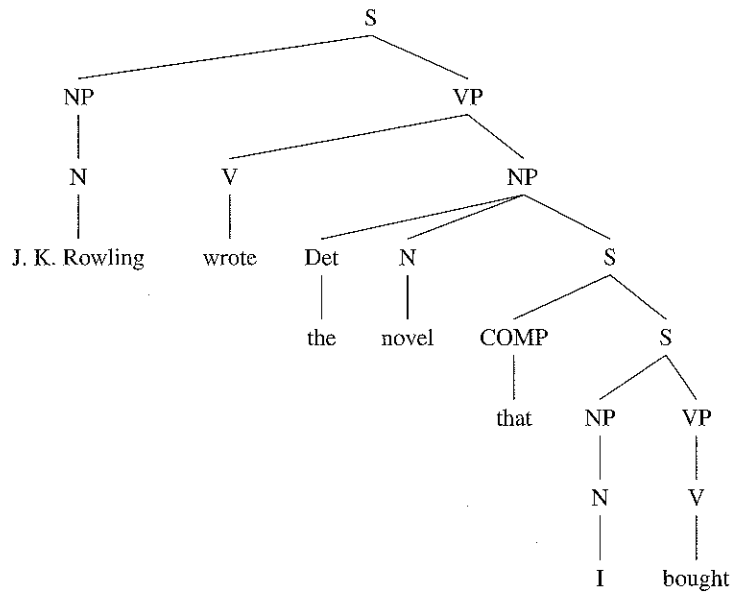 S
NP VP
N V NP
J. K. Rowling wrote Det N S
the novel COMP S
that NP VP
N V
I bought